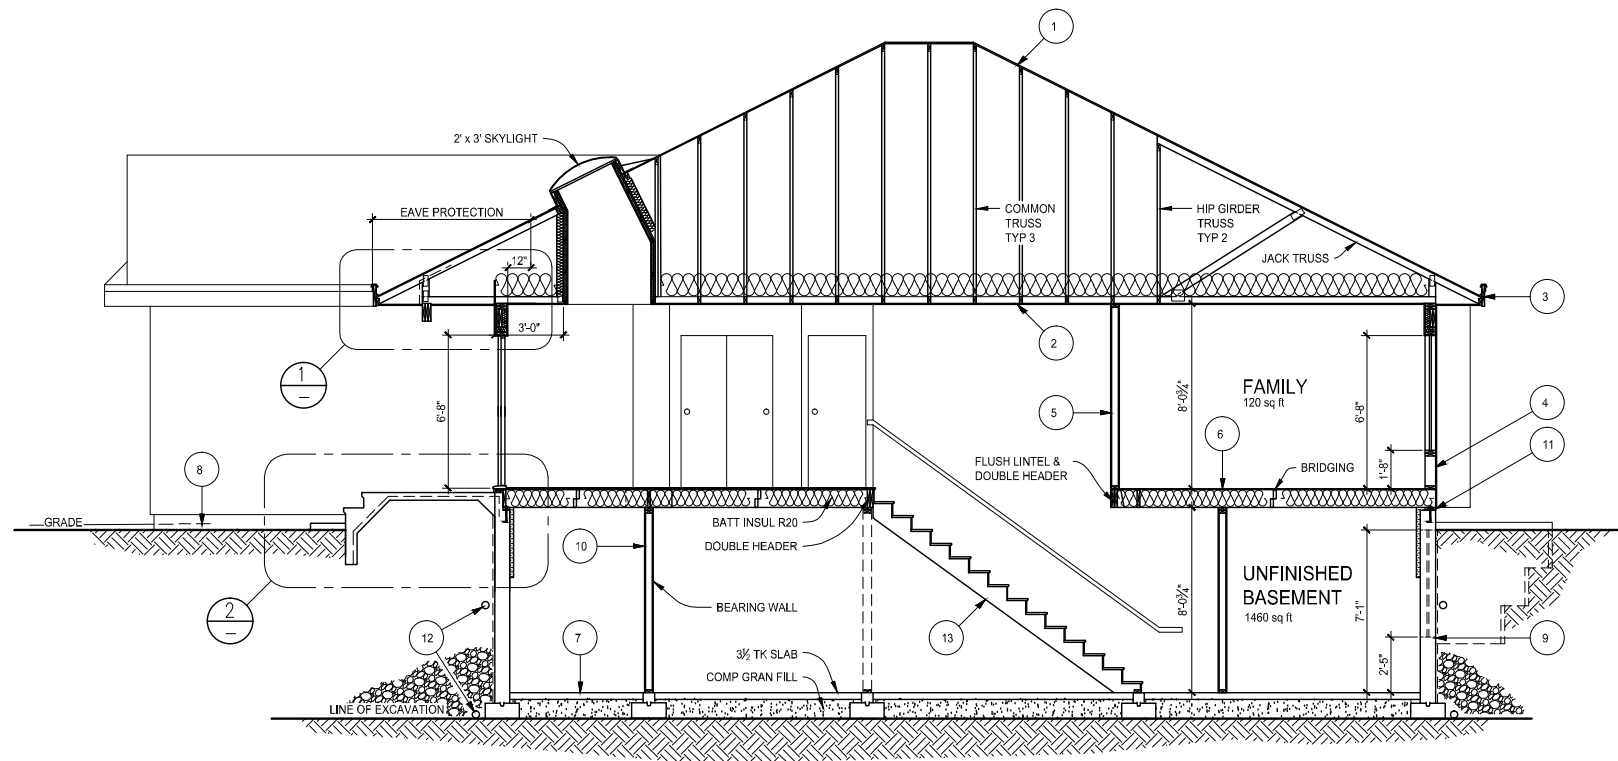 1
2' x 3' SKYLIGHT
EAVE PROTECTION
COMMON
TRUSS
TYP 3
HIP GIRDER
TRUSS
TYP 2
JACK TRUSS
12"
3
3'-0"
2
1
–
6'-8"
8'-0¾"
FAMILY
120 sq ft
6'-8"
4
5
6
11
8
FLUSH LINTEL &
DOUBLE HEADER
BRIDGING
1'-8"
GRADE
BATT INSUL R20
DOUBLE HEADER
10
UNFINISHED
BASEMENT
1460 sq ft
8'-0¾"
7'-1"
2
–
BEARING WALL
12
7
13
9
3½ TK SLAB
COMP GRAN FILL
2'-5"
LINE OF EXCAVATION